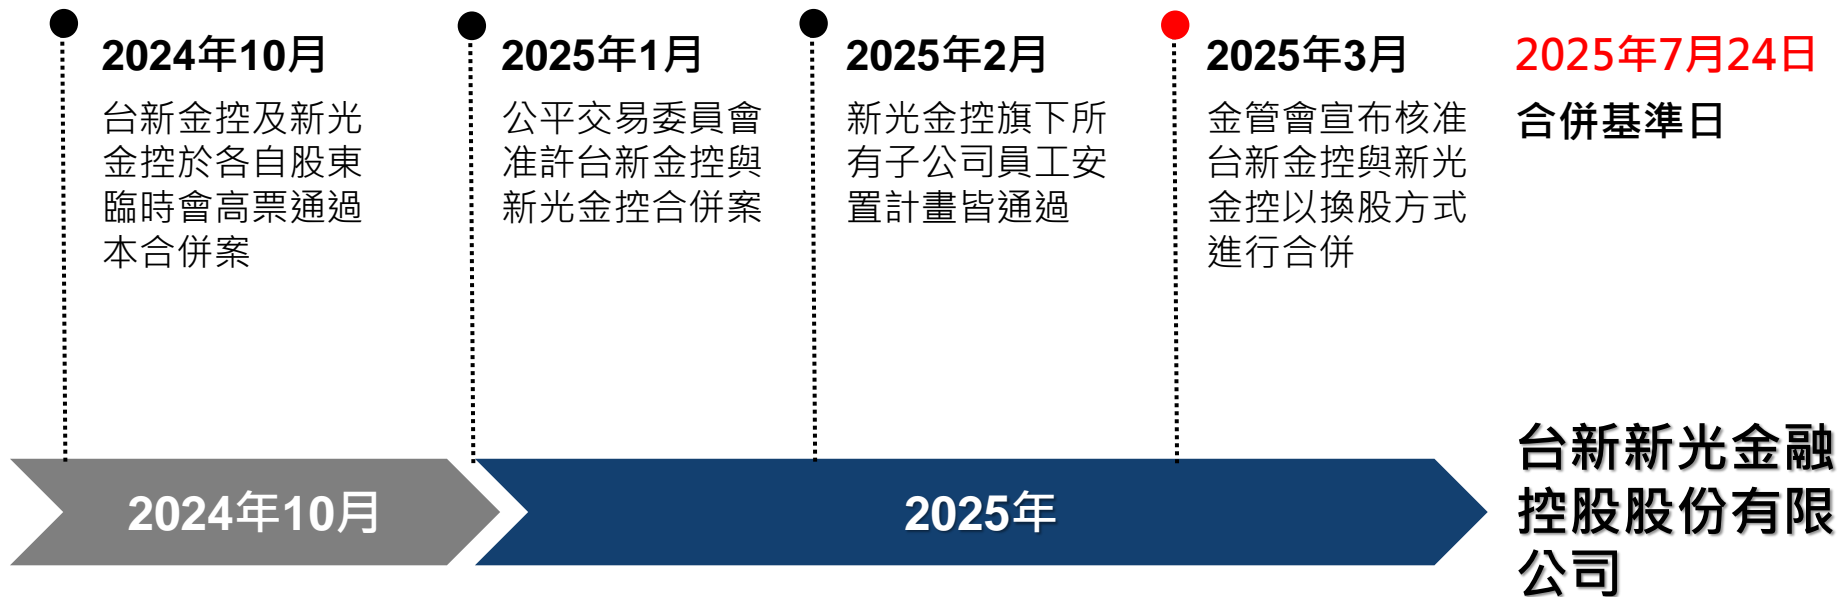 2024年10月
台新金控及新光
金控於各自股東
臨時會高票通過
本合併案
2025年1月
公平交易委員會
准許台新金控與
新光金控合併案
2025年2月
新光金控旗下所
有子公司員工安
置計畫皆通過
2025年3月
金管會宣布核准
台新金控與新光
金控以換股方式
進行合併
2025年7月24日
合併基準日
2024年10月
2025年
台新新光金融
控股股份有限
公司